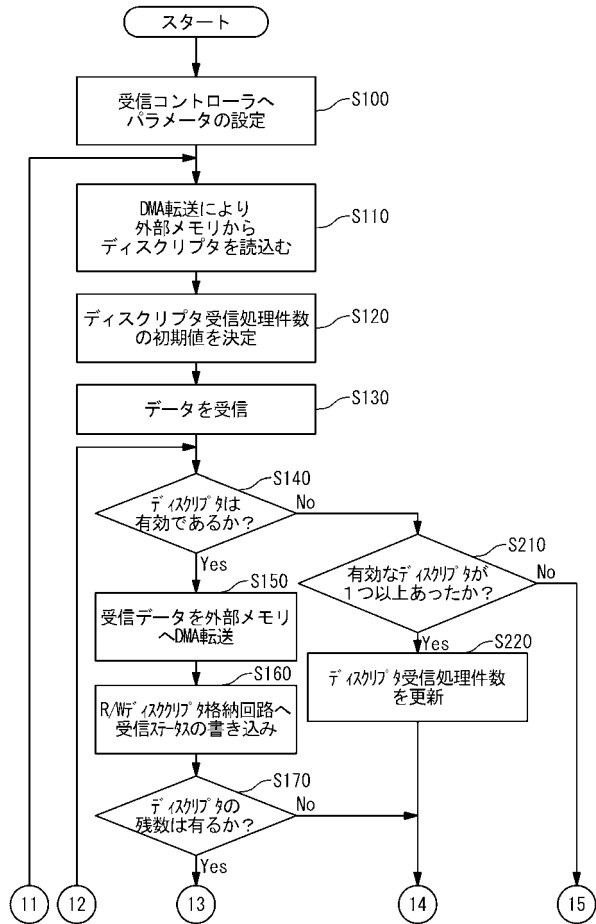 スタート
受信コントローラへ
パラメータの設定
S100
DMA転送により
外部メモリから
ディスクリプタを読込む
S110
ディスクリプタ受信処理件数
の初期値を決定
S120
データを受信
S130
ディスクリプタは
有効であるか?
S140
No
Yes
有効なディスクリプタが
1つ以上あったか?
S210
No
Yes
受信データを外部メモリ
へDMA転送
S150
ディスクリプタ受信処理件数
を更新
S220
R/Wディスククリプタ格納回路へ
受信ステータスの書き込み
S160
ディスクリプタの
残数は有るか?
S170
No
Yes
11
12
13
14
15